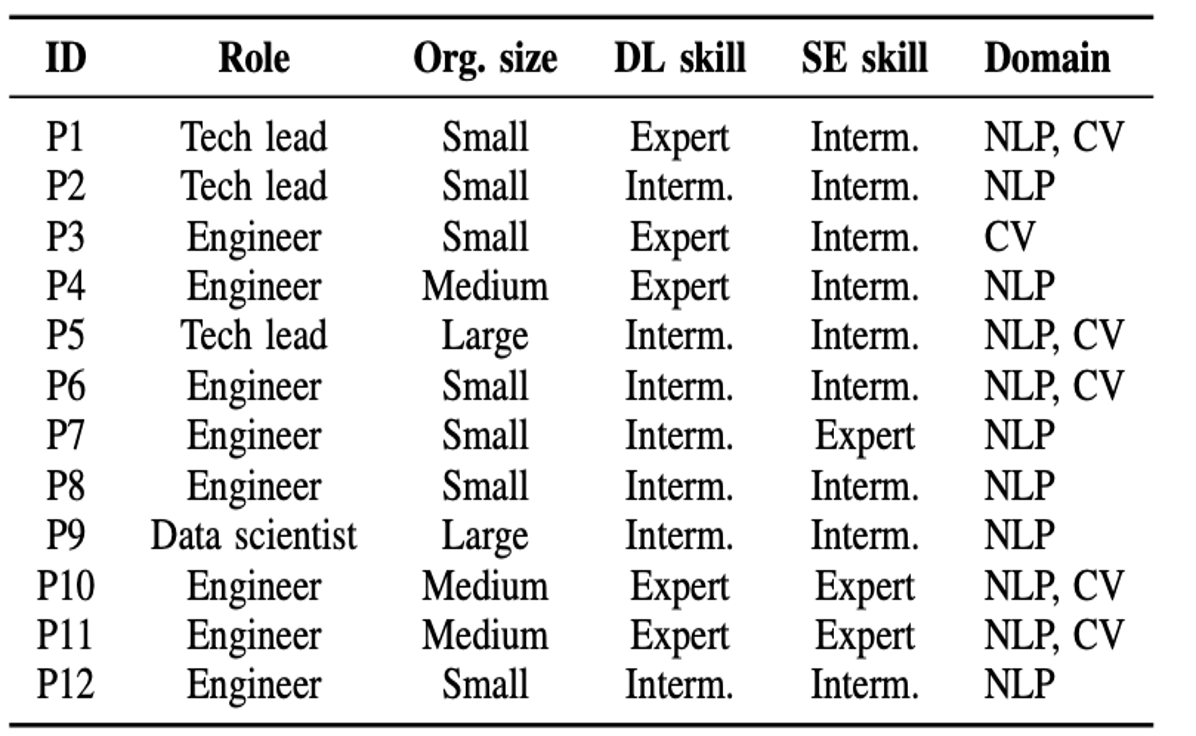 ID Role Org. size DL skill SE skill Domain
P1 Tech lead Small Expert Interm. NLP, CV
P2 Tech lead Small Interm. Interm. NLP
P3 Engineer Small Expert Interm. CV
P4 Engineer Medium Expert Interm. NLP
P5 Tech lead Large Interm. Interm. NLP, CV
P6 Engineer Small Interm. Interm. NLP, CV
P7 Engineer Small Interm. Expert NLP
P8 Engineer Small Interm. Interm. NLP
P9 Data scientist Large Interm. Interm. NLP
P10 Engineer Medium Expert Expert NLP, CV
P11 Engineer Medium Expert Expert NLP, CV
P12 Engineer Small Interm. Interm. NLP